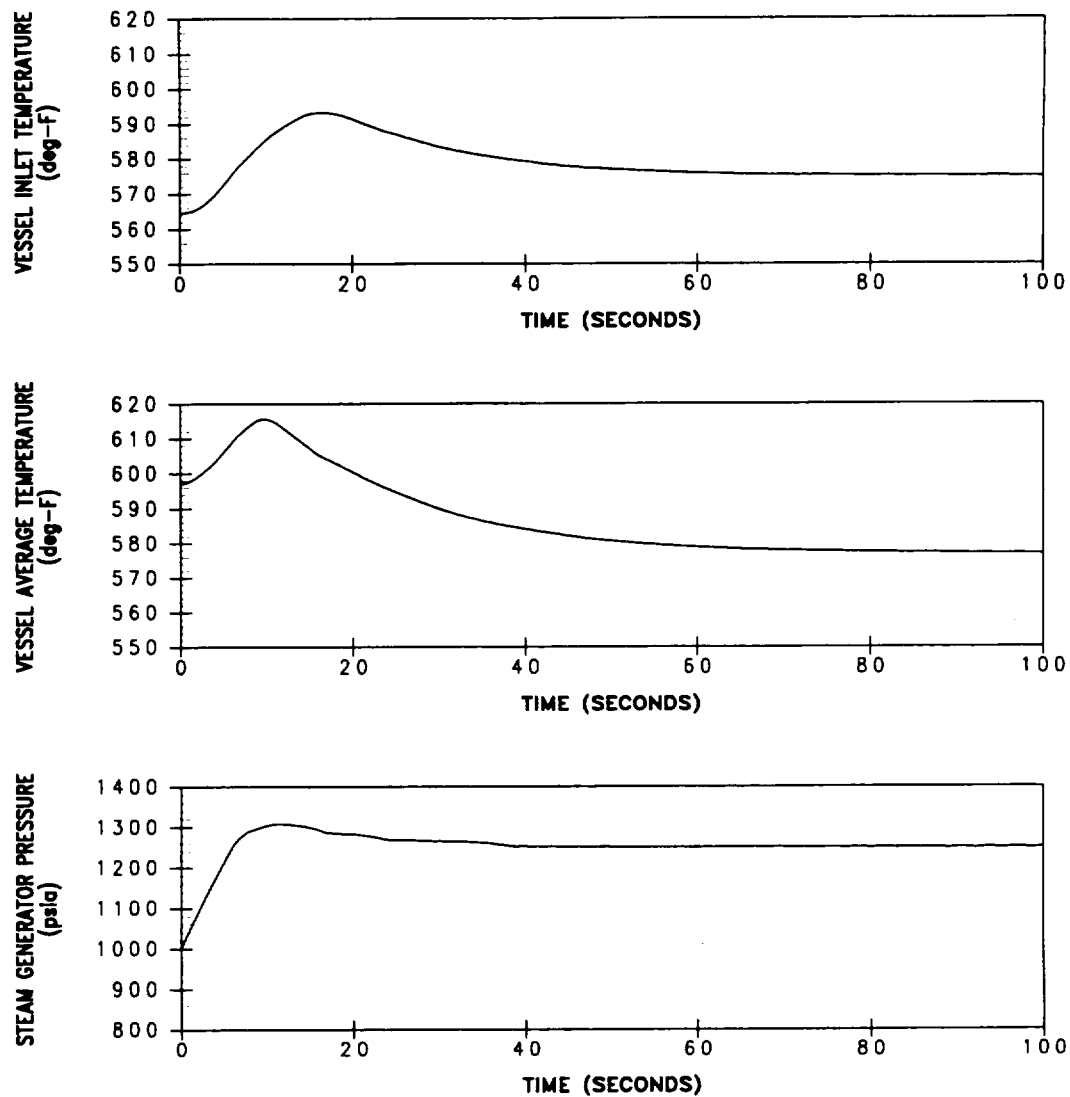 VESSEL INLET TEMPERATURE
(deg-F)
620
610
600
590
580
570
560
550
0 20 40 60 80 100
TIME (SECONDS)
VESSEL AVERAGE TEMPERATURE
(deg-F)
620
610
600
590
580
570
560
550
0 20 40 60 80 100
TIME (SECONDS)
STEAM GENERATOR PRESSURE
(psia)
1400
1300
1200
1100
1000
900
800
0 20 40 60 80 100
TIME (SECONDS)